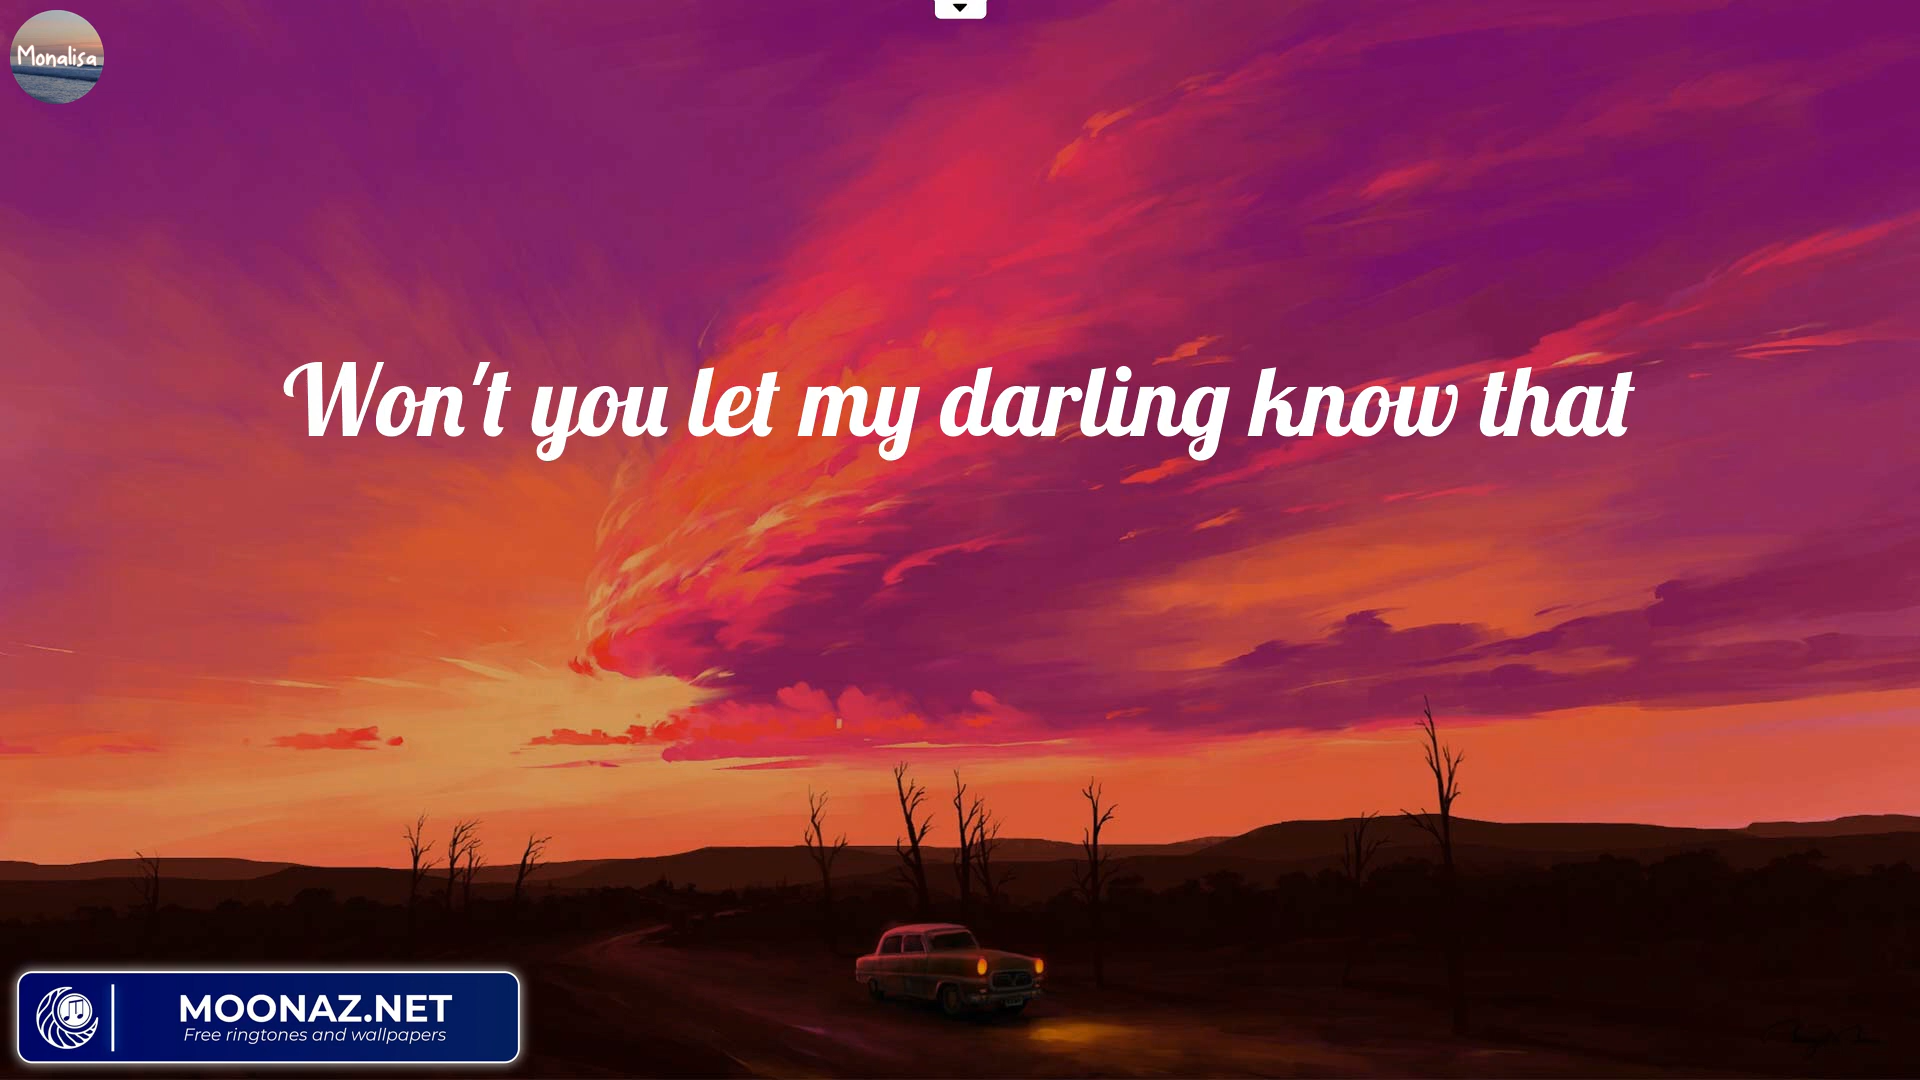 Monalisa
Won't you let my darling know that
MOONAZ.NET
Free ringtones and wallpapers